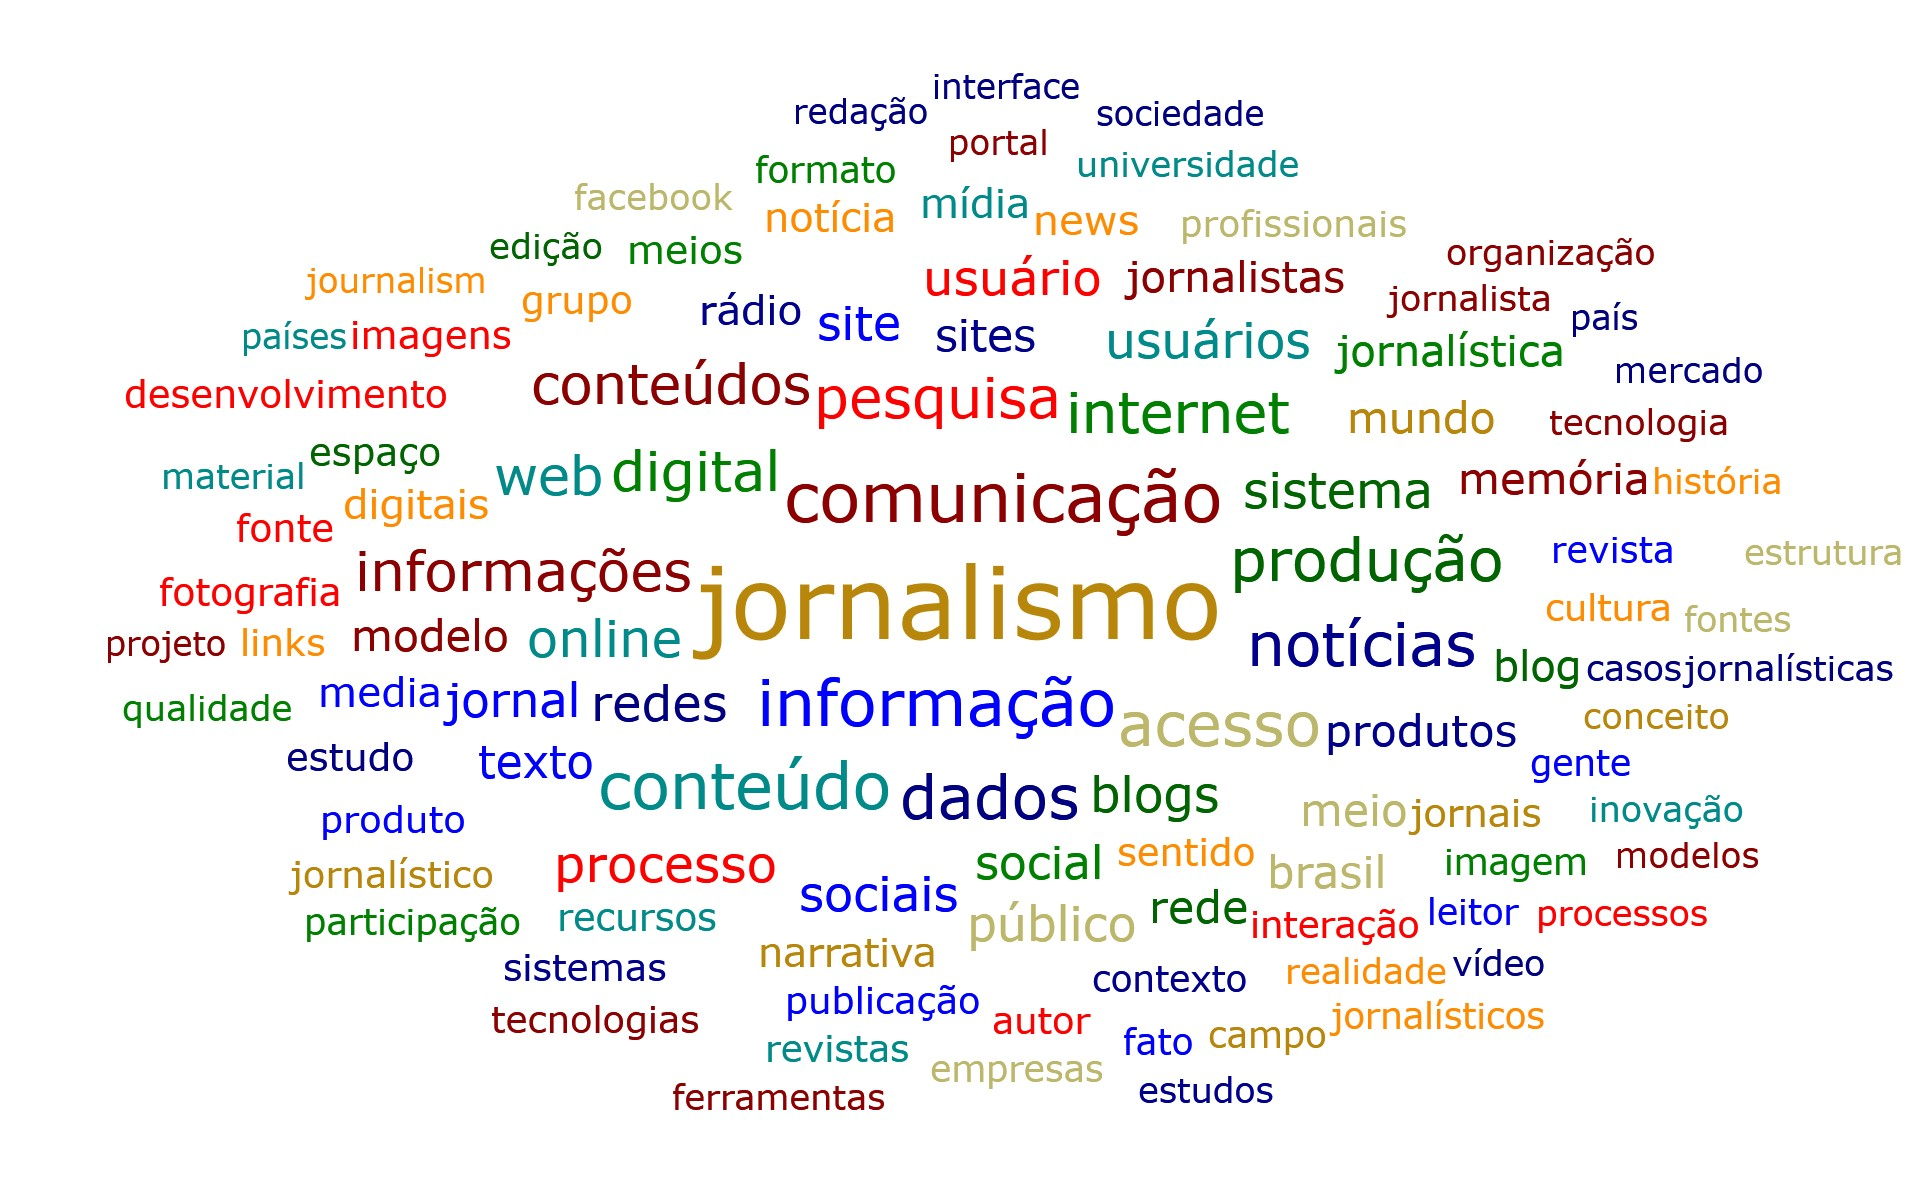 interface
redação
sociedade
portal
formato
universidade
facebook
notícia
mídia
news
profissionais
edição
meios
organização
journalism
grupo
rádio
site
sites
usuário
jornalistas
jornalista
país
países
imagens
usuários
jornalística
mercado
desenvolvimento
conteúdos
pesquisa
internet
mundo
tecnologia
material
espaço
digitais
web
digital
comunicação
sistema
memória
história
fonte
informações
jornalismo
produção
revista
estrutura
fotografia
cultura
fontes
projeto
links
modelo
online
notícias
blog
casos
jornalísticas
qualidade
media
jornal
redes
informação
acesso
produtos
conceito
estudo
texto
conteúdo
dados
blogs
gente
produto
meio
jornais
inovação
jornalístico
processo
sociais
social
sentido
brasil
imagem
modelos
participação
recursos
público
rede
interação
leitor
processos
sistemas
narrativa
contexto
realidade
vídeo
tecnologias
publicação
autor
fato
campo
jornalísticos
revistas
empresas
estudos
ferramentas